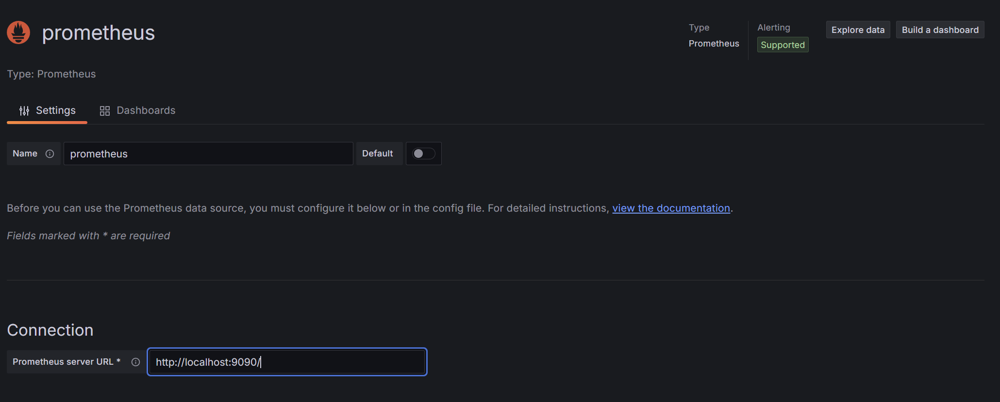 prometheus
Type
Prometheus
Alerting
Supported
Explore data
Build a dashboard
Type: Prometheus
Settings
Dashboards
Name
prometheus
Default
Before you can use the Prometheus data source, you must configure it below or in the config file. For detailed instructions, view the documentation.
Fields marked with * are required
Connection
Prometheus server URL *
http://localhost:9090/